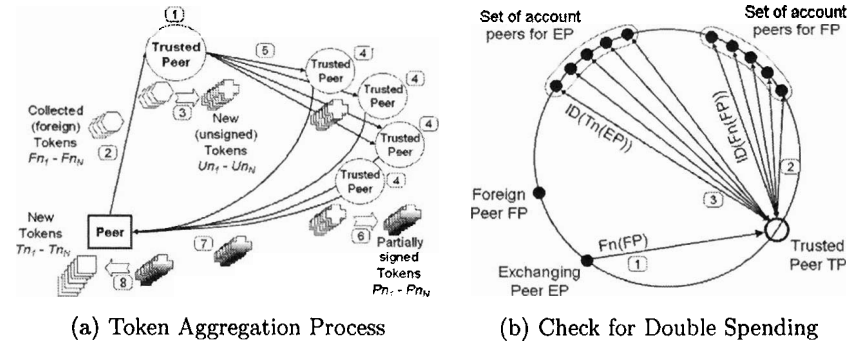 1
Trusted
Peer
5
4
Trusted
Peer
4
Trusted
Peer
4
Trusted
Peer
4
Trusted
Peer
Collected
(foreign)
Tokens
Fn1 - FnN
2
3
New
(unsigned)
Tokens
Un1 - UnN
New
Tokens
Tn1 - TnN
Peer
7
6
Partially
signed
Tokens
Pn1 - PnN
8
(a) Token Aggregation Process
Set of account
peers for EP
Set of account
peers for FP
ID(Tn(EP))
ID(Fn(FP))
2
3
Foreign
Peer FP
Fn(FP)
1
Exchanging
Peer EP
Trusted
Peer TP
(b) Check for Double Spending